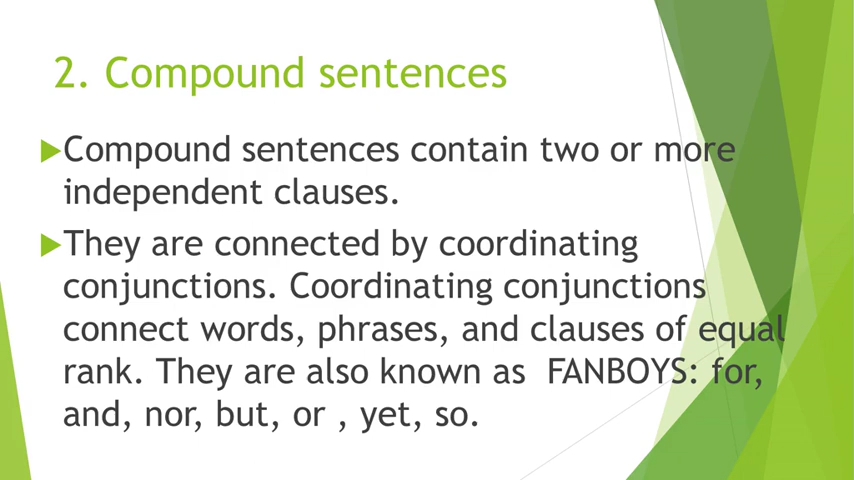 2. Compound sentences
Compound sentences contain two or more
independent clauses.
They are connected by coordinating
conjunctions. Coordinating conjunctions
connect words, phrases, and clauses of equal
rank. They are also known as  FANBOYS: for,
and, nor, but, or , yet, so.